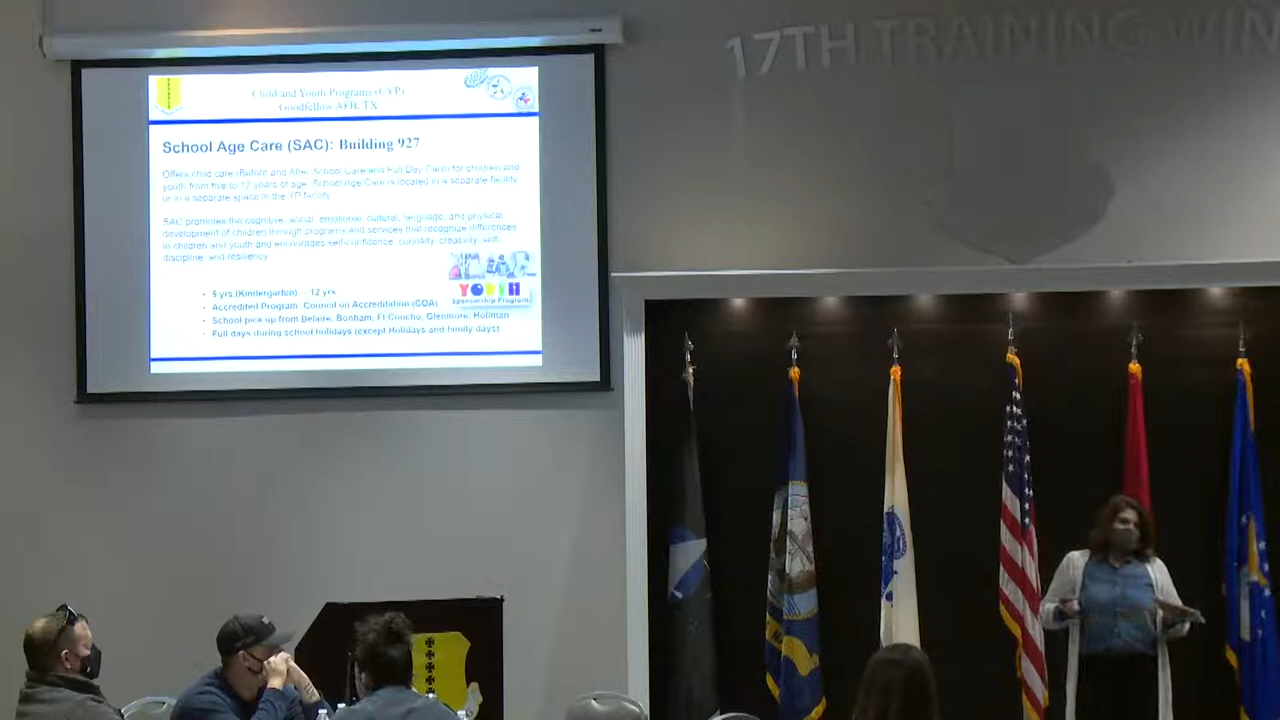 17TH TRAINING WIN
Child and Youth Programs (CYP)
Goodfellow AFB, TX
School Age Care (SAC): Building 927
Offers child care (Before and After School Care and Full Day Care) for children and
youth from five to 12 years of age. School Age Care is located in a separate facility
or in a separate space in the YP facility.
SAC promotes the cognitive, social, emotional, cultural, language, and physical
development of children through programs and services that recognize differences
in children and youth and encourages self-confidence, curiosity, creativity, self-
discipline, and resiliency.
• 5 yrs.(Kindergarten) – 12 yrs
• Accredited Program: Council on Accreditation (COA)
• School pick up from Belaire, Bonham, El Concho, Glenmore, Holiman
• Full days during school holidays (except Holidays and family days)
YOUTH
Sponsorship Program